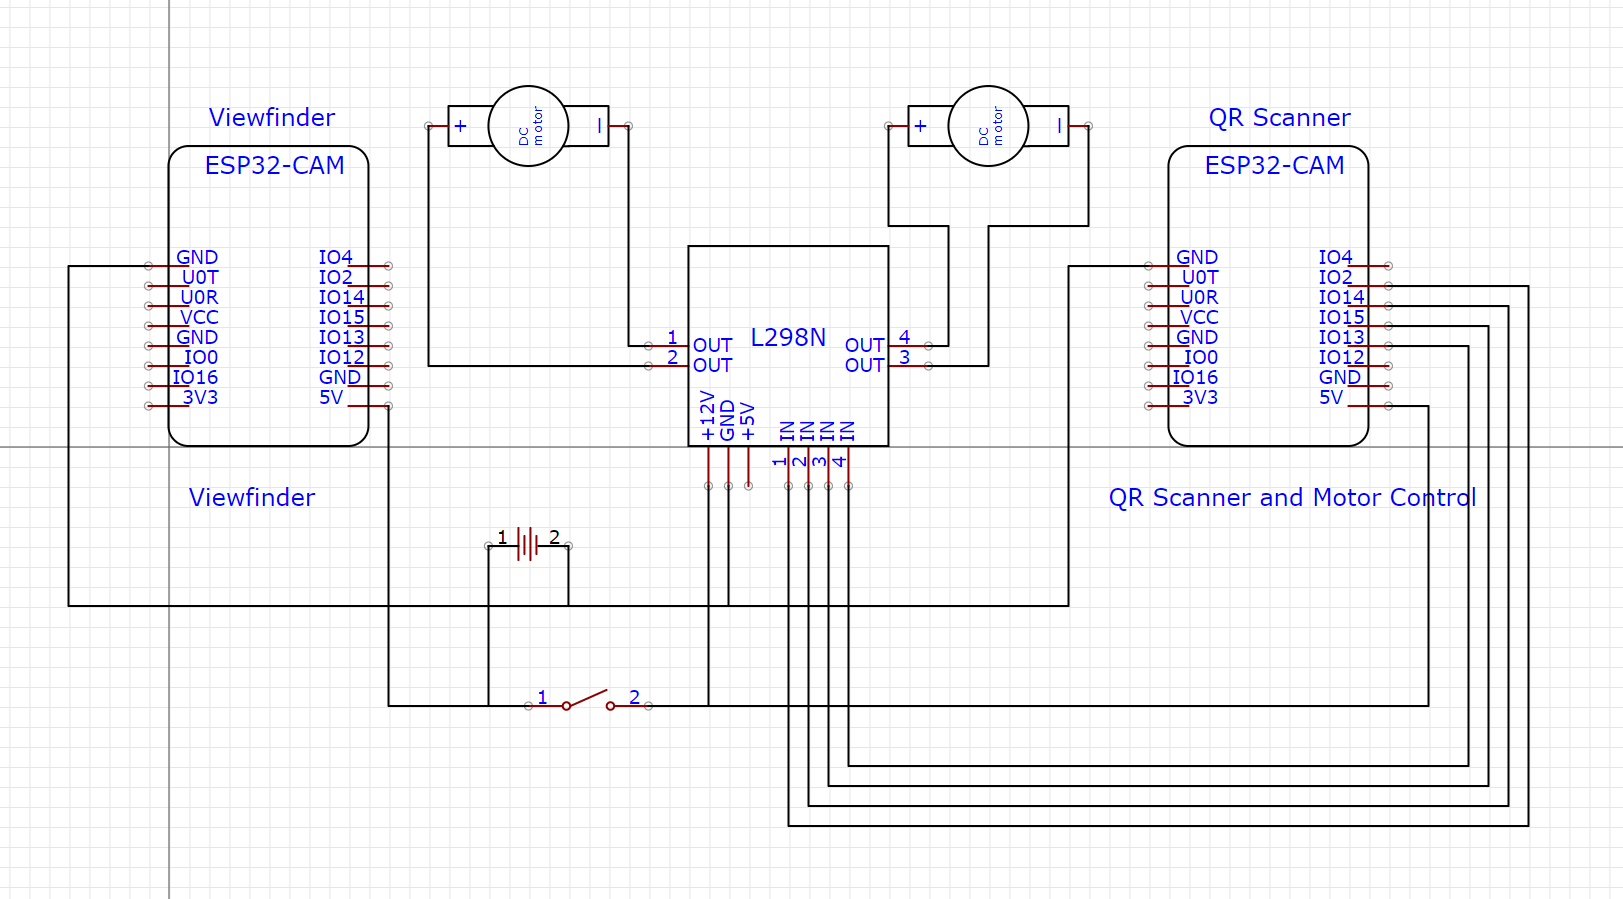 Viewfinder
ESP32-CAM
GND
U0T
U0R
VCC
GND
IO0
IO16
3V3
IO4
IO2
IO14
IO15
IO13
IO12
GND
5V
Viewfinder
+
DC motor
–
+
DC motor
–
L298N
1 OUT
2 OUT
OUT 4
OUT 3
+12V
GND
+5V
IN 1
IN 2
IN 3
IN 4
QR Scanner
ESP32-CAM
GND
U0T
U0R
VCC
GND
IO0
IO16
3V3
IO4
IO2
IO14
IO15
IO13
IO12
GND
5V
QR Scanner and Motor Control
1 2
1 2